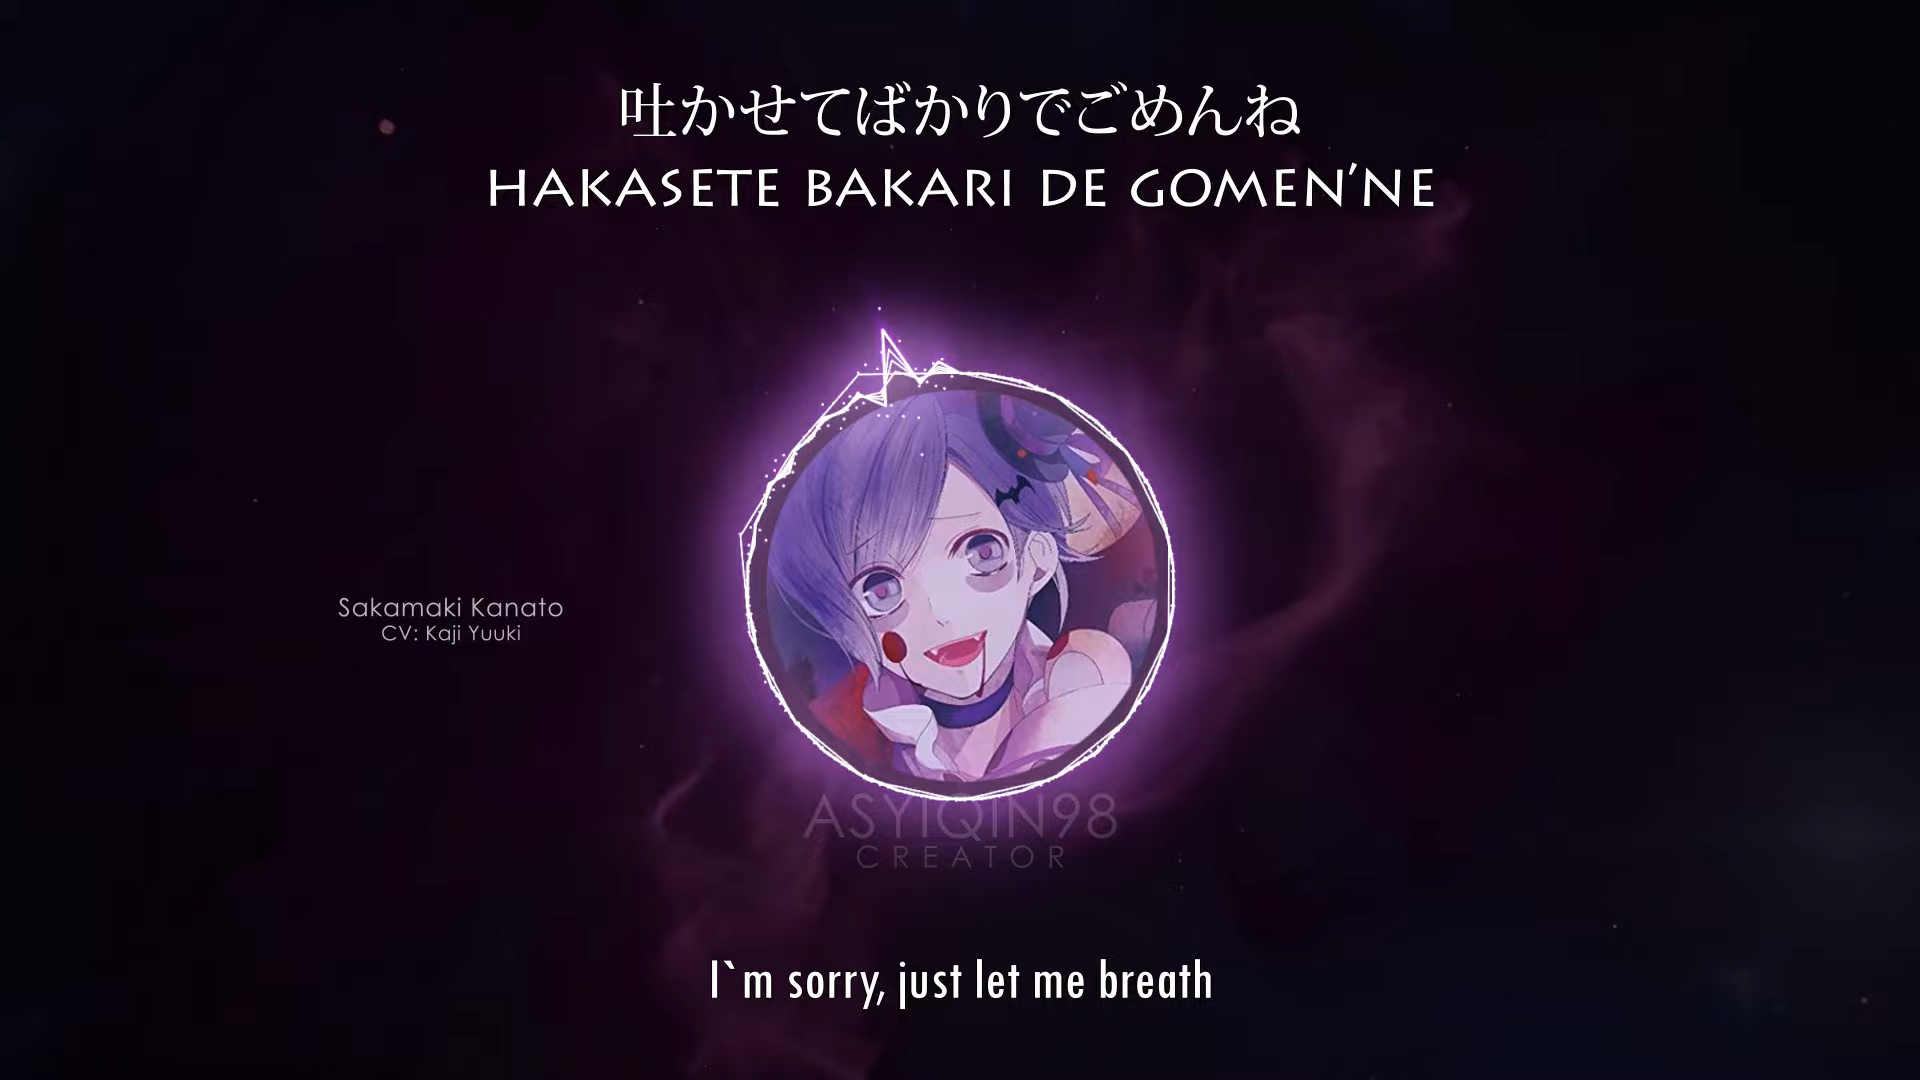 吐かせてばかりでごめんね
HAKASETE BAKARI DE GOMEN'NE
Sakamaki Kanato
CV: Kaji Yuuki
ASYIQIN98
CREATOR
I`m sorry, just let me breath